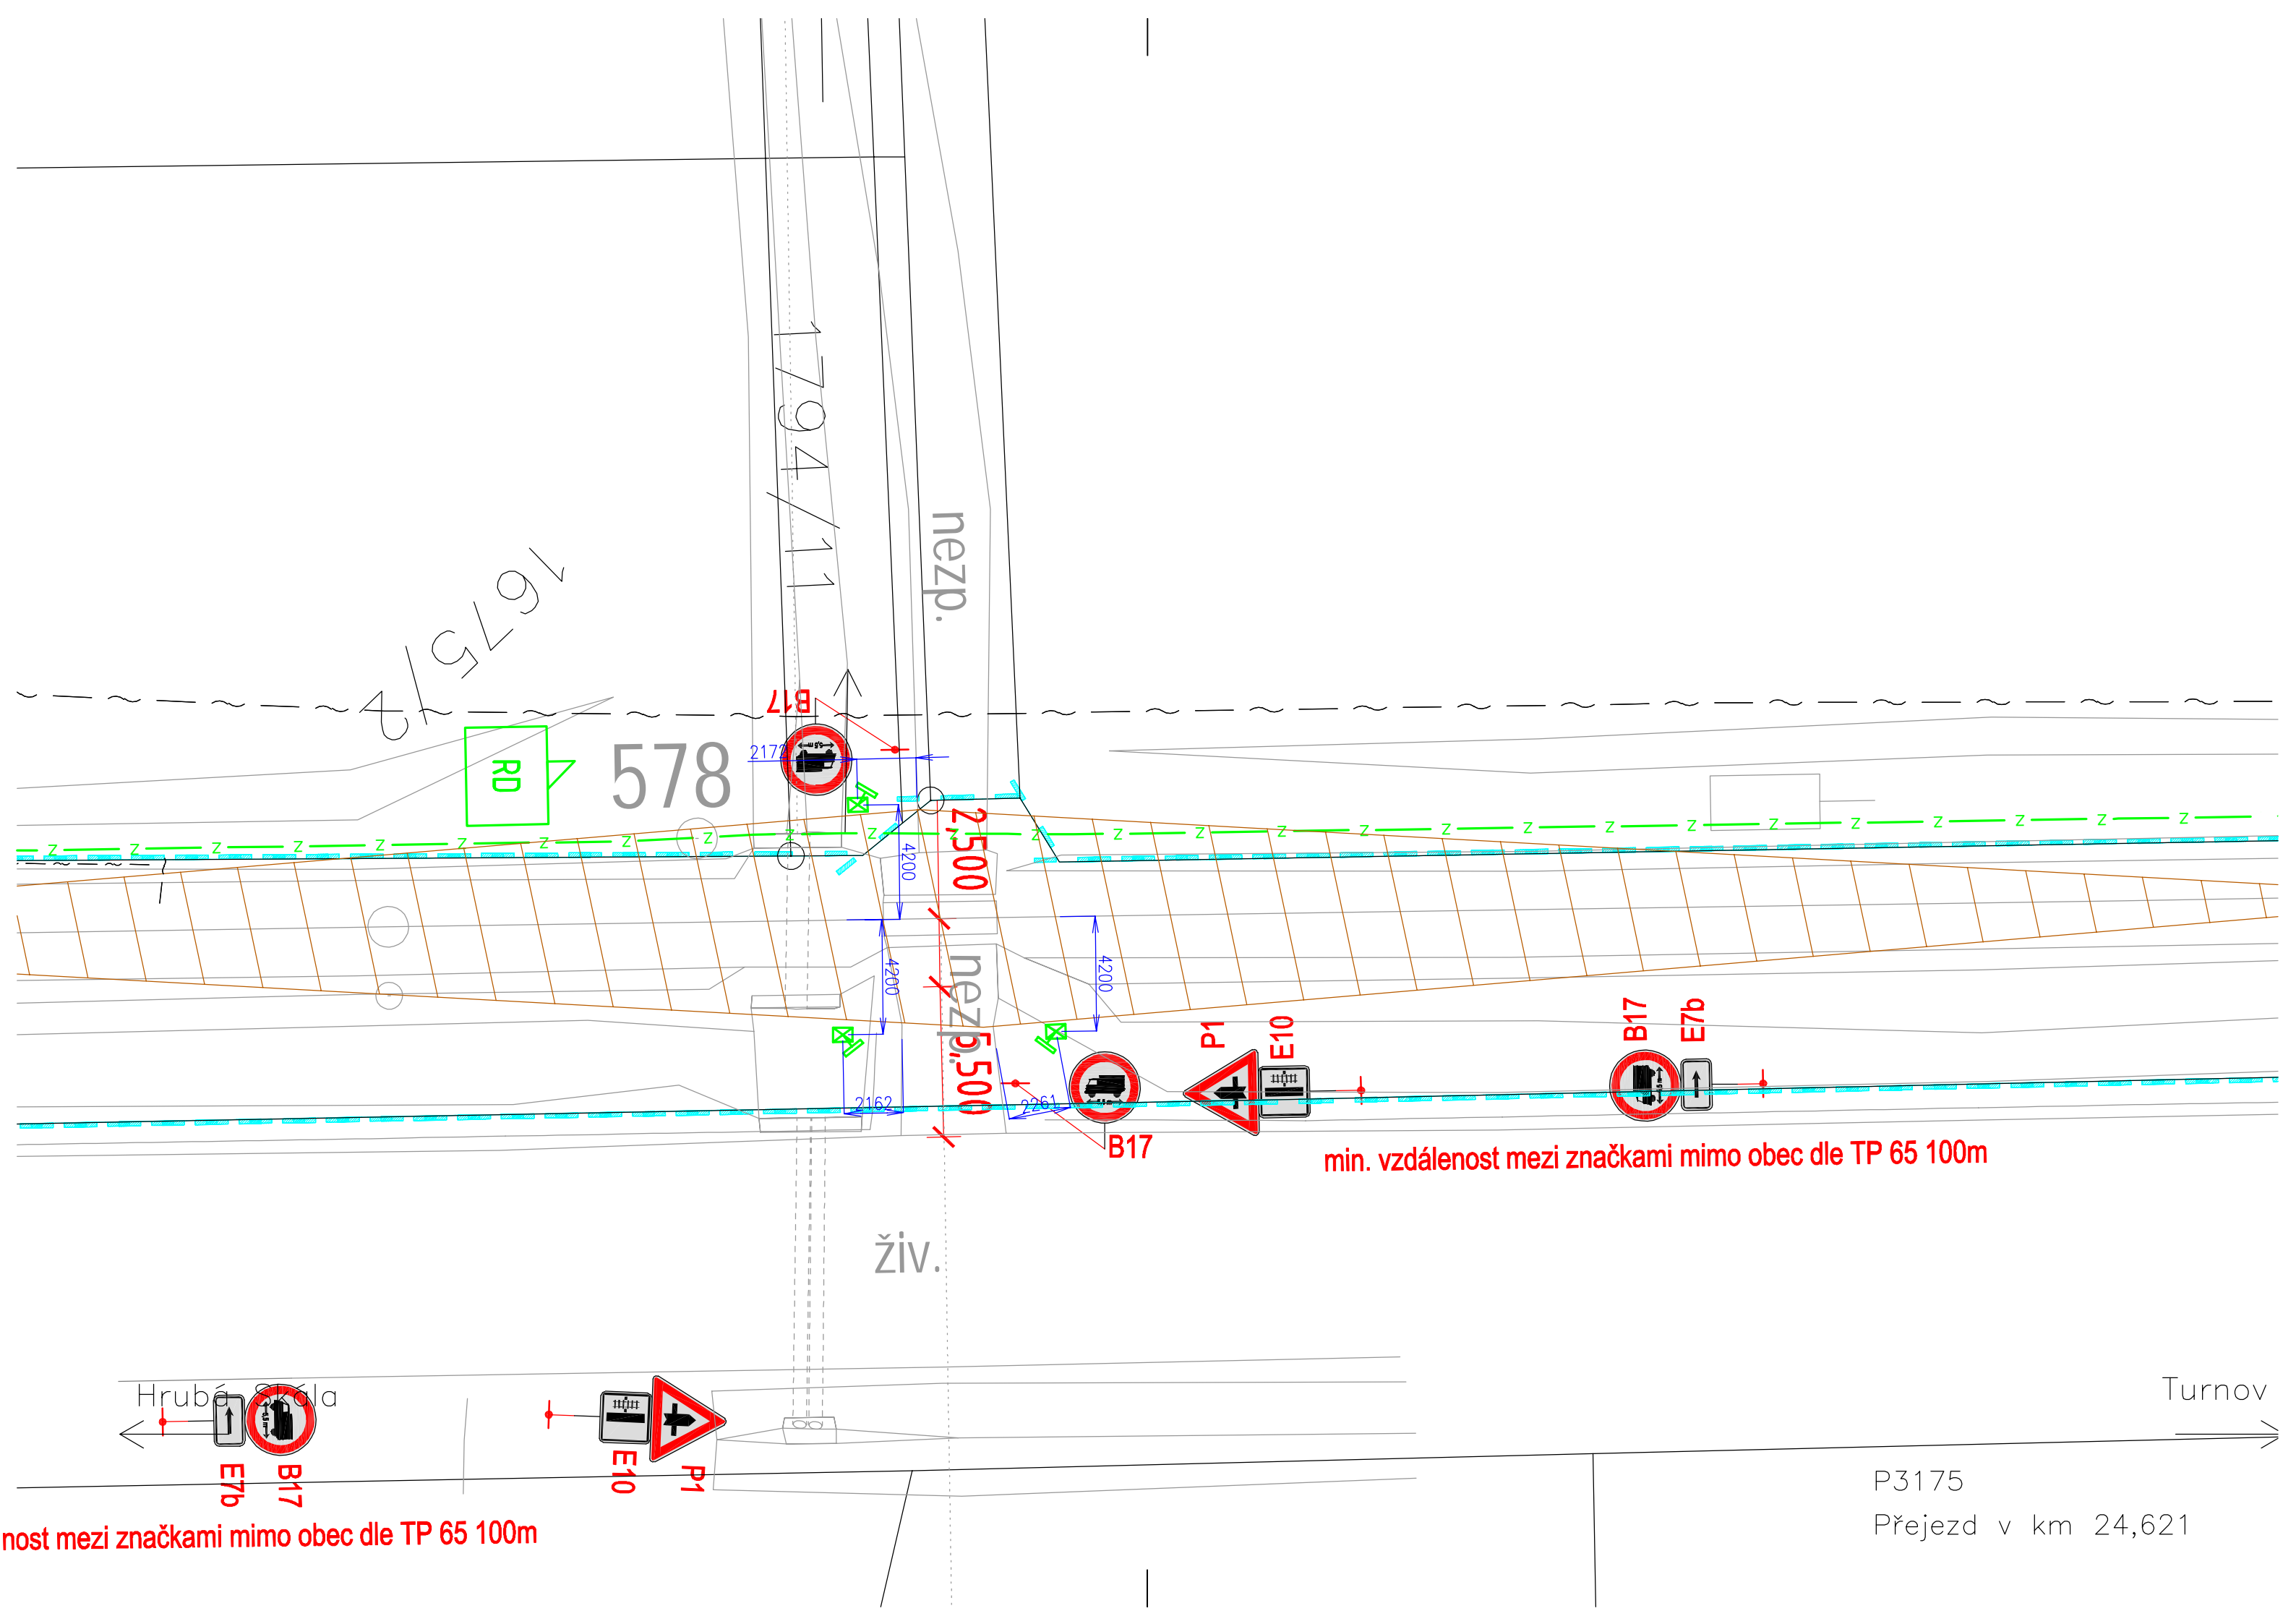 1794/11
nezp.
1675/2
B17
RD
578
2172
2,500
4200
z z z z z z z z z z z z z z z z z z z z z z z z z z z
4200
nezp.
4200
5,500
2162
2261
B17
P1
E10
B17
E7b
min. vzdálenost mezi značkami mimo obec dle TP 65 100m
živ.
Hrubá Skála
Turnov
E7b
B17
E10
P1
nost mezi značkami mimo obec dle TP 65 100m
P3175
Přejezd v km 24,621